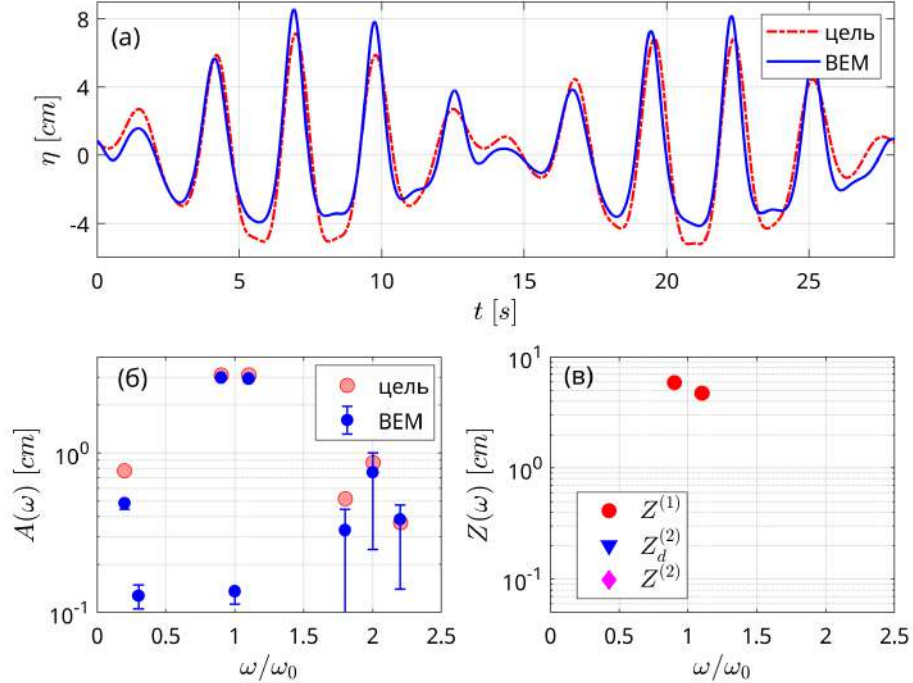 (а)
цель
BEM
8
4
0
-4
η [cm]
0 5 10 15 20 25
t [s]
(б)
цель
BEM
10^0
10^-1
A(ω) [cm]
0 0.5 1 1.5 2 2.5
ω/ω_0
(в)
10^1
10^0
10^-1
Z(ω) [cm]
Z^(1)
Z_d^(2)
Z^(2)
0 0.5 1 1.5 2 2.5
ω/ω_0